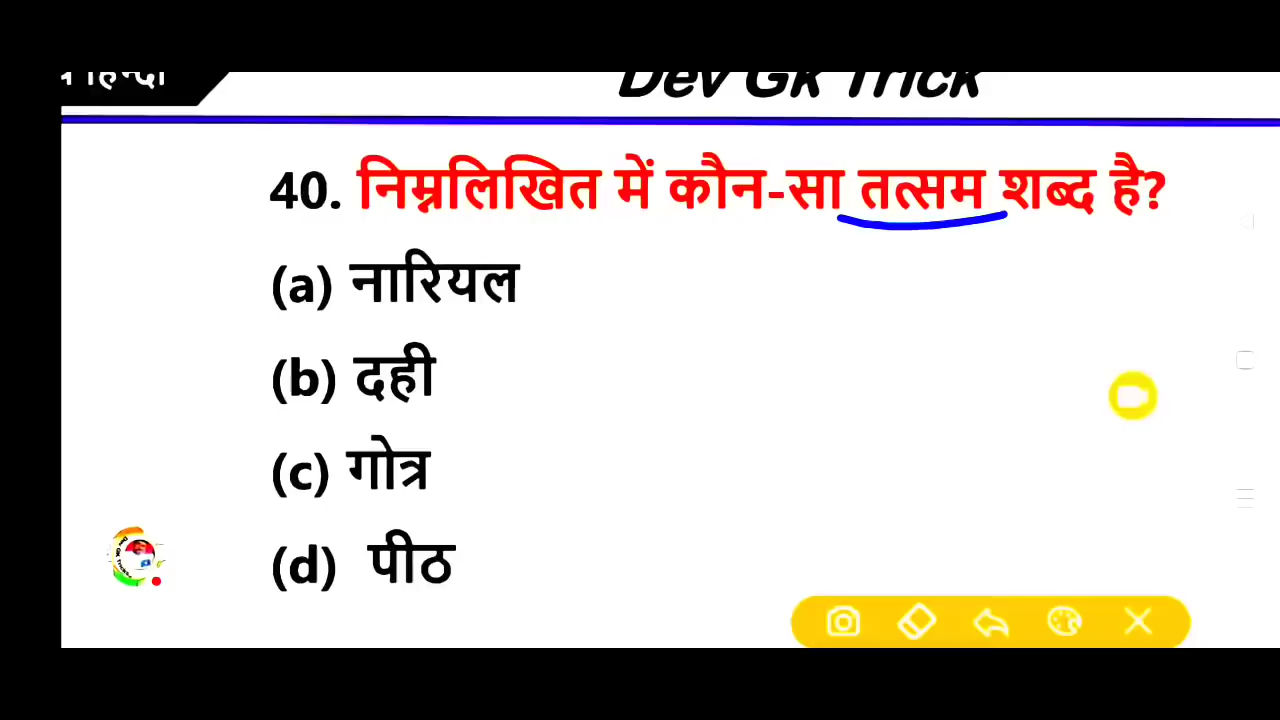 हिन्दी
Dev GK Trick
40. निम्नलिखित में कौन-सा तत्सम शब्द है?
(a) नारियल
(b) दही
(c) गोत्र
(d) पीठ